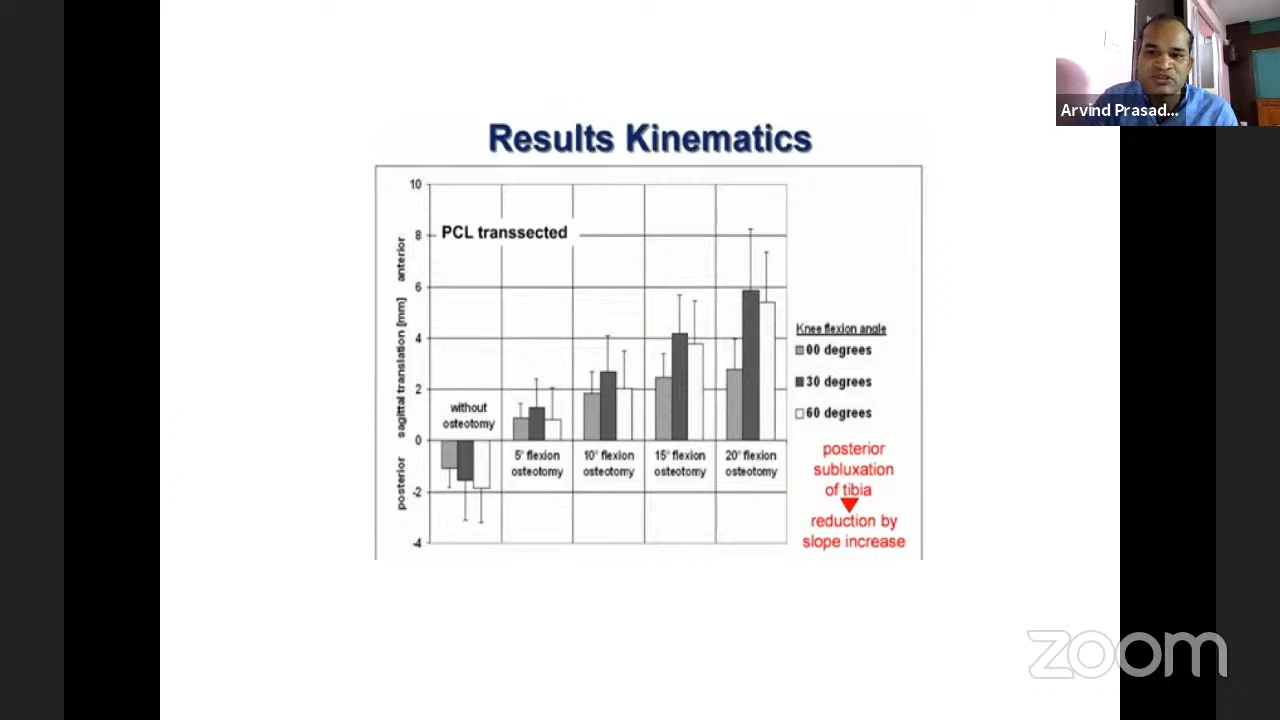 Arvind Prasad...
Results Kinematics
10
8
6
4
2
0
-2
-4
posterior sagittal translation [mm] anterior
PCL transsected
without
osteotomy
5° flexion
osteotomy
10° flexion
osteotomy
15° flexion
osteotomy
20° flexion
osteotomy
Knee flexion angle
00 degrees
30 degrees
60 degrees
posterior
subluxation
of tibia
reduction by
slope increase
zoom